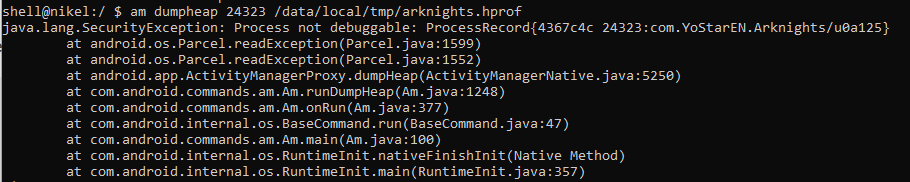 shell@nikel:/ $ am dumpheap 24323 /data/local/tmp/arknights.hprof
java.lang.SecurityException: Process not debuggable: ProcessRecord{4367c4c 24323:com.YoStarEN.Arknights/u0a125}
        at android.os.Parcel.readException(Parcel.java:1599)
        at android.os.Parcel.readException(Parcel.java:1552)
        at android.app.ActivityManagerProxy.dumpHeap(ActivityManagerNative.java:5250)
        at com.android.commands.am.Am.runDumpHeap(Am.java:1248)
        at com.android.commands.am.Am.onRun(Am.java:377)
        at com.android.internal.os.BaseCommand.run(BaseCommand.java:47)
        at com.android.commands.am.Am.main(Am.java:100)
        at com.android.internal.os.RuntimeInit.nativeFinishInit(Native Method)
        at com.android.internal.os.RuntimeInit.main(RuntimeInit.java:357)